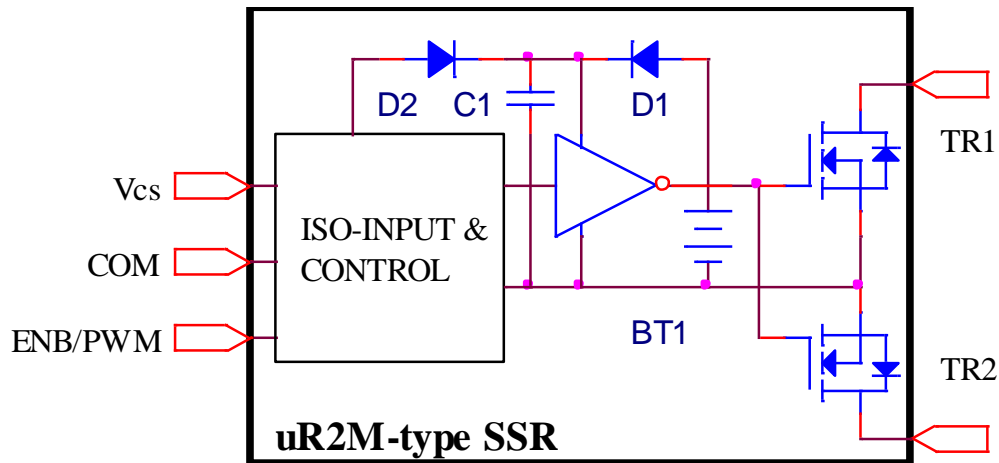 D2
C1
D1
TR1
Vcs
ISO-INPUT &
CONTROL
COM
ENB/PWM
BT1
TR2
uR2M-type SSR